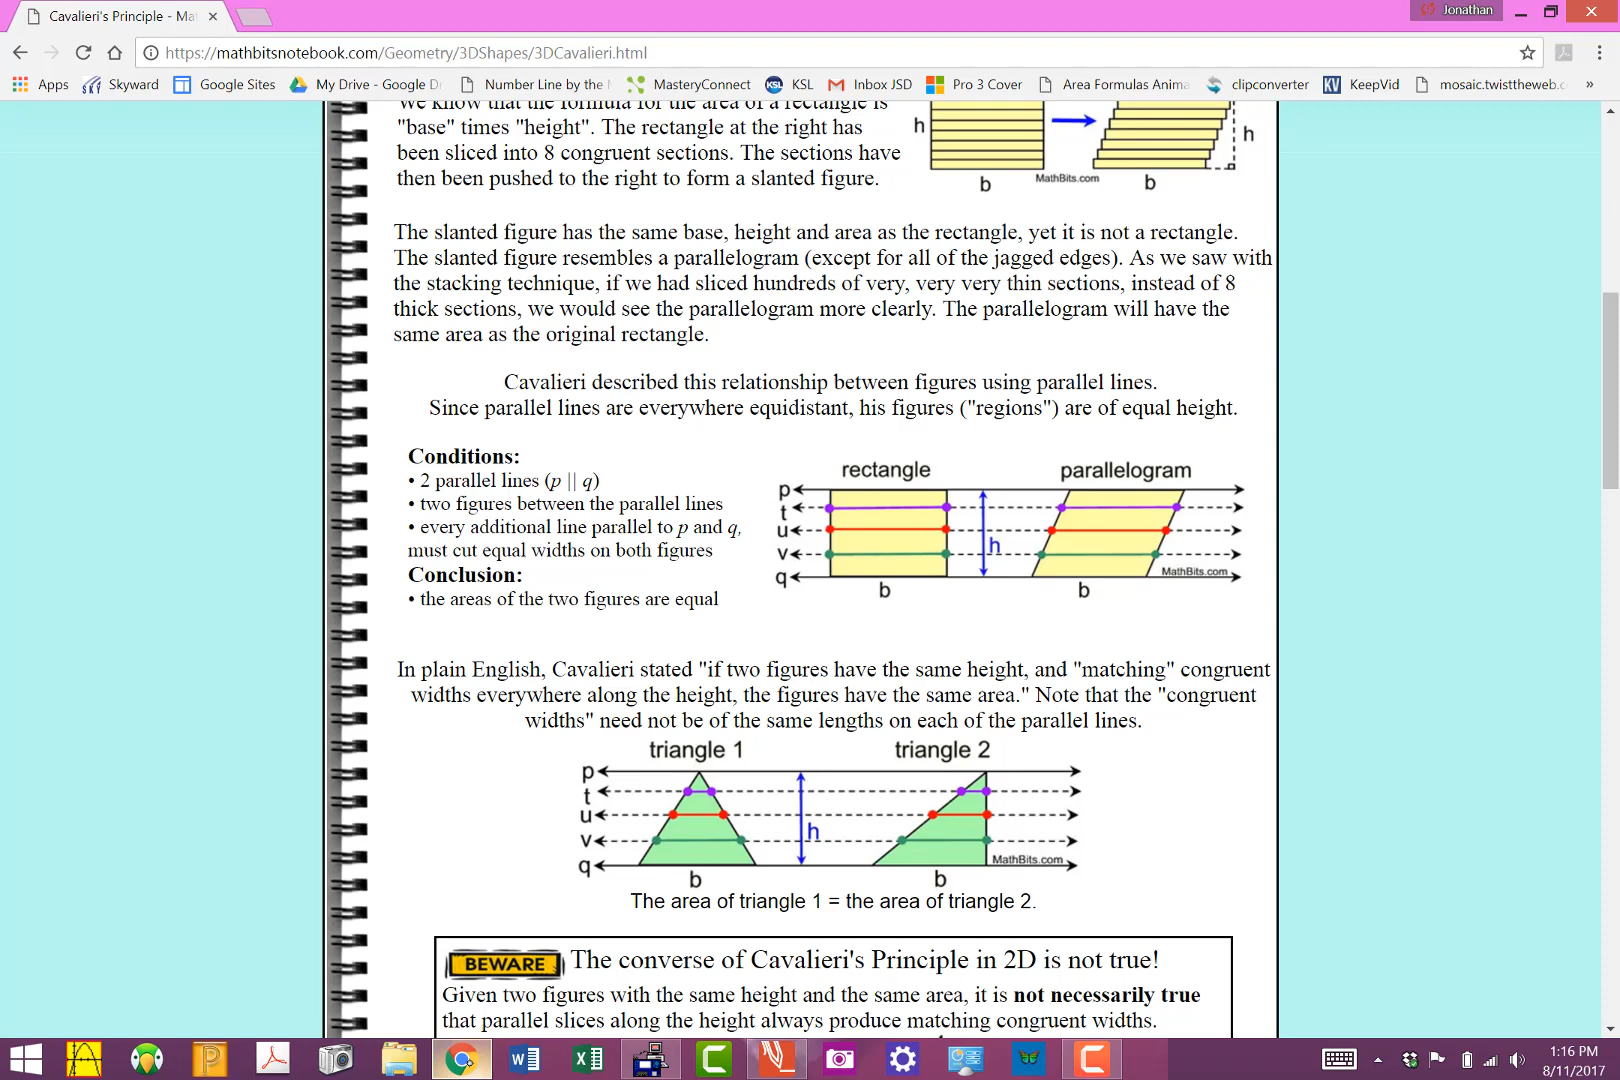 Cavalieri's Principle - Mat
Jonathan
https://mathbitsnotebook.com/Geometry/3DShapes/3DCavalieri.html
Apps Skyward Google Sites My Drive - Google Dr Number Line by the MasteryConnect KSL KSL Inbox JSD Pro 3 Cover Area Formulas Anima clipconverter KV KeepVid mosaic.twisttheweb.c »
We know that the formula for the area of a rectangle is
"base" times "height". The rectangle at the right has
been sliced into 8 congruent sections. The sections have
then been pushed to the right to form a slanted figure.
h
h
b
MathBits.com
b
The slanted figure has the same base, height and area as the rectangle, yet it is not a rectangle.
The slanted figure resembles a parallelogram (except for all of the jagged edges). As we saw with
the stacking technique, if we had sliced hundreds of very, very very thin sections, instead of 8
thick sections, we would see the parallelogram more clearly. The parallelogram will have the
same area as the original rectangle.
Cavalieri described this relationship between figures using parallel lines.
Since parallel lines are everywhere equidistant, his figures ("regions") are of equal height.
Conditions:
• 2 parallel lines (p || q)
• two figures between the parallel lines
• every additional line parallel to p and q,
must cut equal widths on both figures
Conclusion:
• the areas of the two figures are equal
rectangle parallelogram
p
t
u
v
q
h
MathBits.com
b b
In plain English, Cavalieri stated "if two figures have the same height, and "matching" congruent
widths everywhere along the height, the figures have the same area." Note that the "congruent
widths" need not be of the same lengths on each of the parallel lines.
triangle 1 triangle 2
p
t
u
v
q
h
MathBits.com
b b
The area of triangle 1 = the area of triangle 2.
BEWARE The converse of Cavalieri's Principle in 2D is not true!
Given two figures with the same height and the same area, it is not necessarily true
that parallel slices along the height always produce matching congruent widths.
1:16 PM
8/11/2017